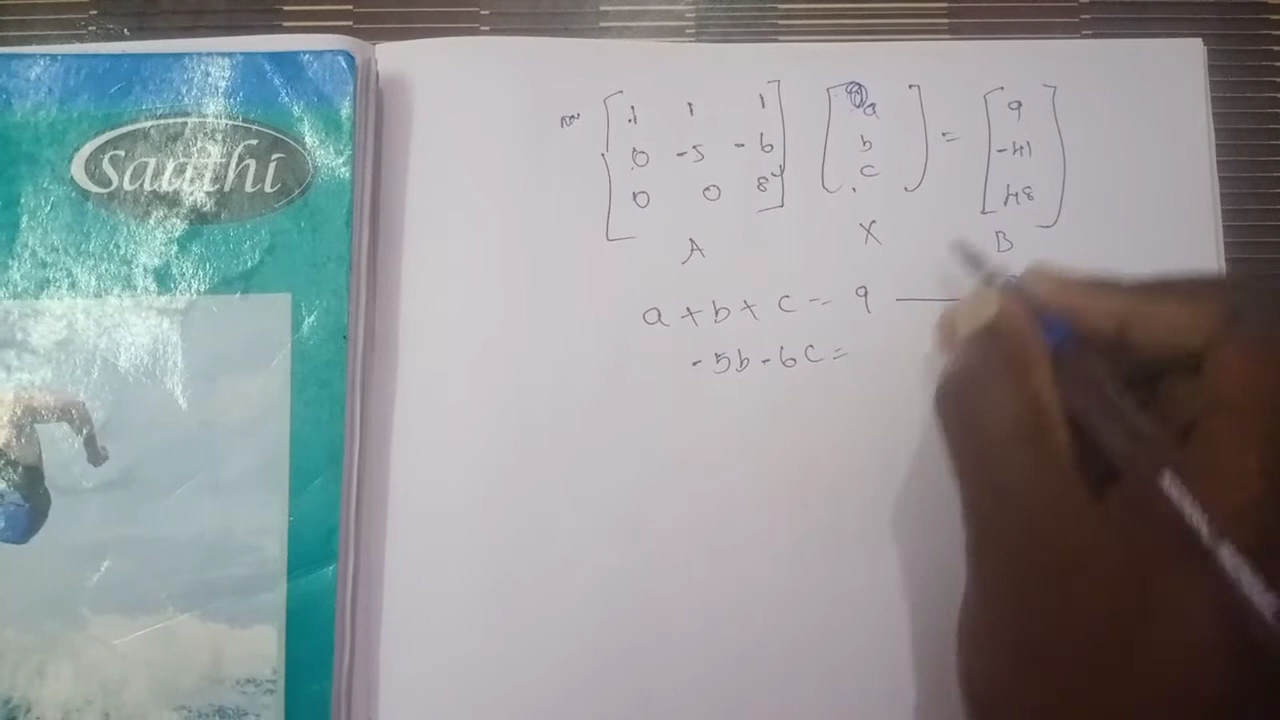 saathi
1 1 1 a 9
0 -5 -6 b = -41
0 0 8 c 48
A X B
a + b + c = 9
-5b - 6c =